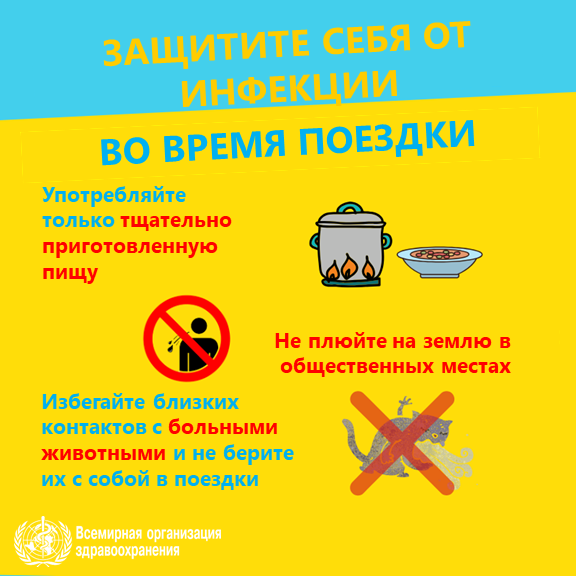 ЗАЩИТИТЕ СЕБЯ ОТ
ИНФЕКЦИИ
ВО ВРЕМЯ ПОЕЗДКИ
Употребляйте
только тщательно
приготовленную
пищу
Не плюйте на землю в
общественных местах
Избегайте близких
контактов с больными
животными и не берите
их с собой в поездки
Всемирная организация
здравоохранения